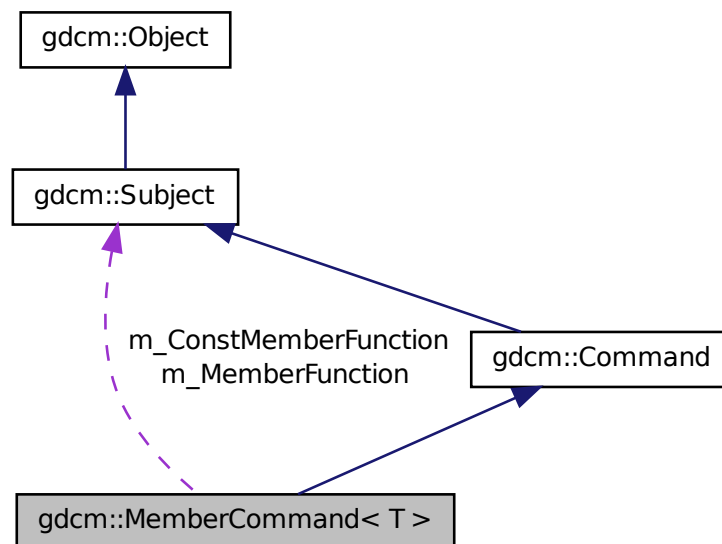 gdcm::Object
gdcm::Subject
m_ConstMemberFunction
m_MemberFunction
gdcm::Command
gdcm::MemberCommand< T >